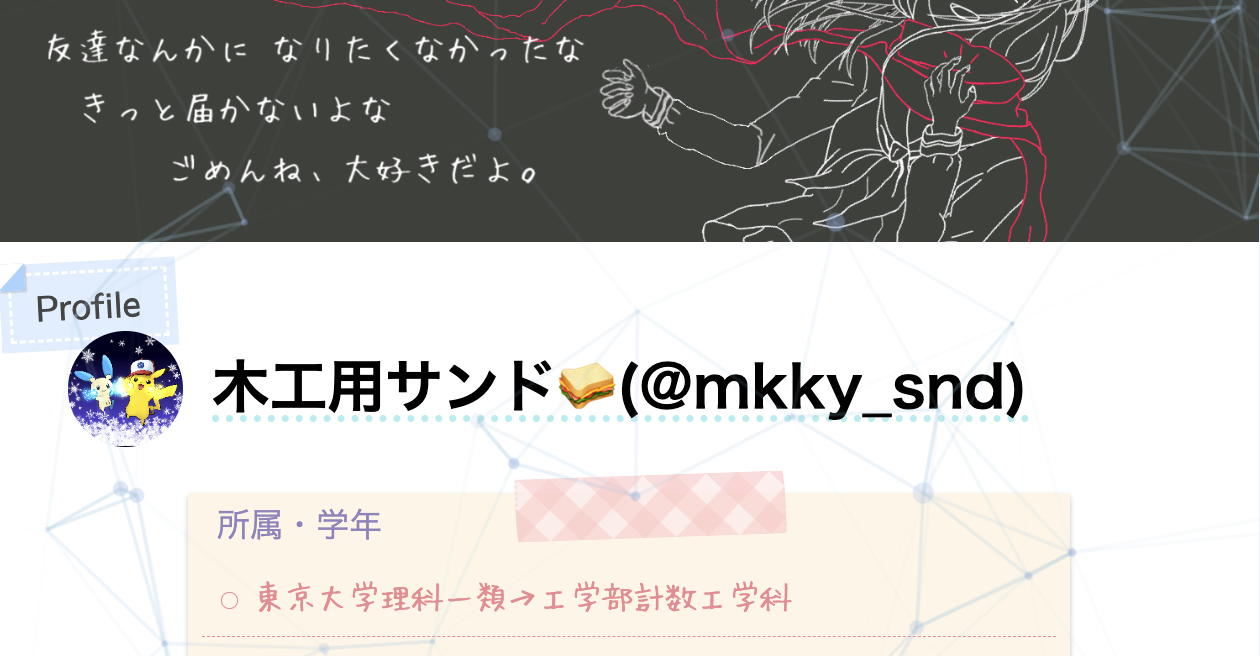 友達なんかに なりたくなかったな
きっと届かないよな
ごめんね、大好きだよ。
Profile
木工用サンド🥪(@mkky_snd)
所属・学年
○ 東京大学理科一類→工学部計数工学科